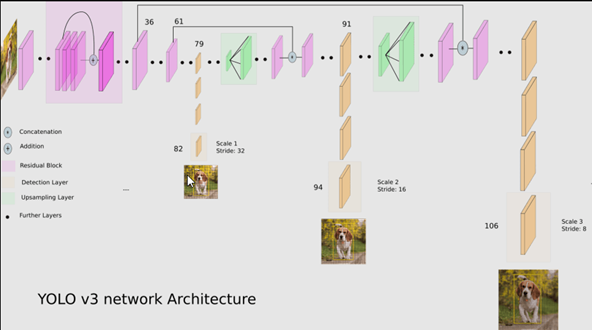 36
61
91
79
Concatenation
Addition
Residual Block
Detection Layer
Upsampling Layer
Further Layers
82
Scale 1
Stride: 32
94
Scale 2
Stride: 16
106
Scale 3
Stride: 8
YOLO v3 network Architecture